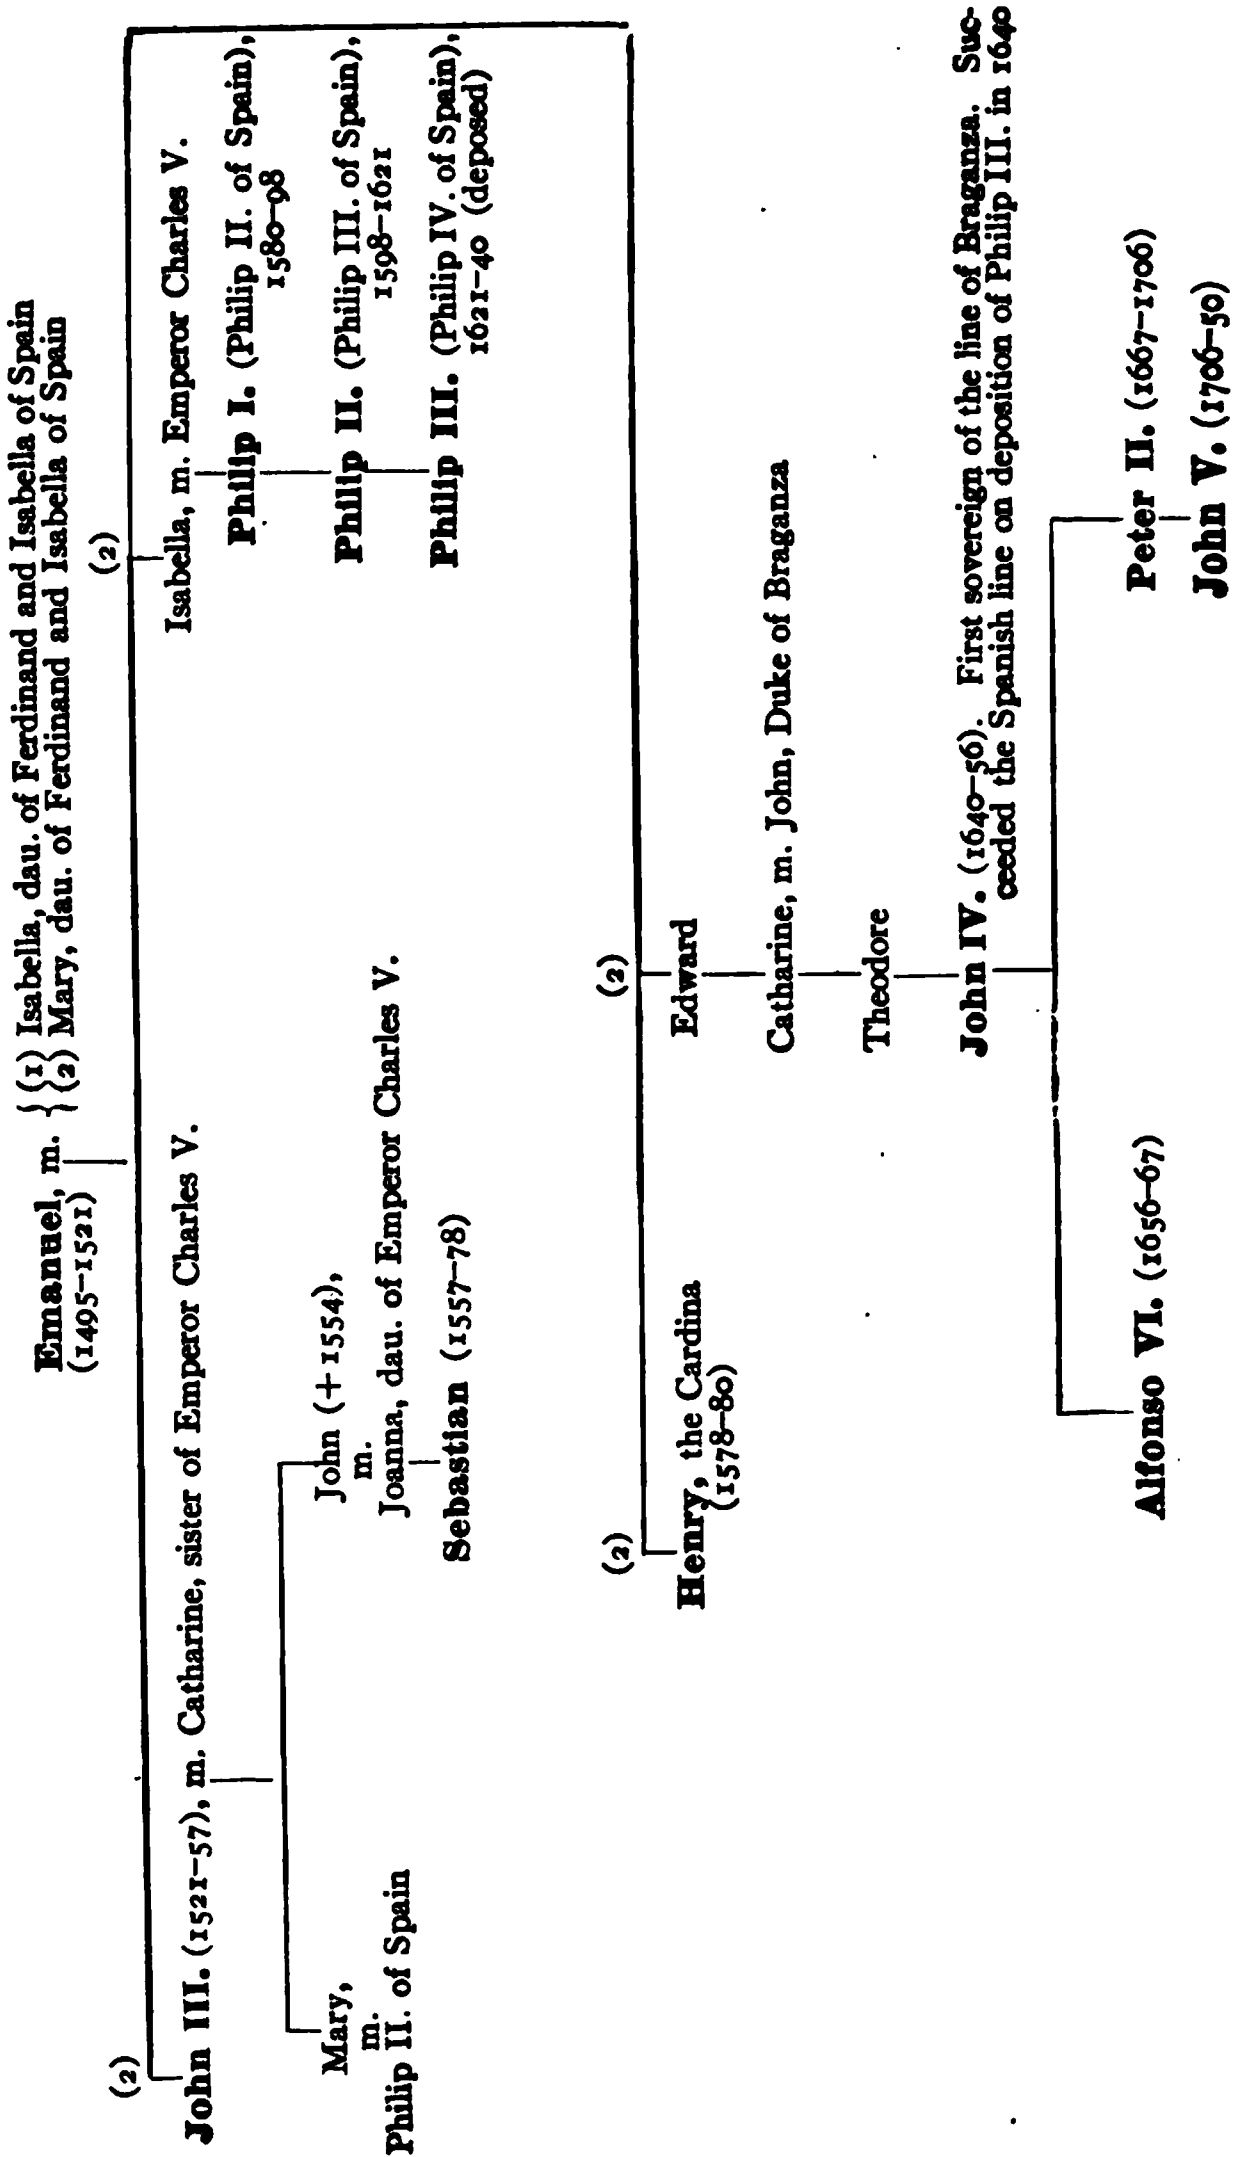 Emanuel, m. { (1) Isabella, dau. of Ferdinand and Isabella of Spain
(1495–1521) { (2) Mary, dau. of Ferdinand and Isabella of Spain
(2)
(2)
John III. (1521–57), m. Catharine, sister of Emperor Charles V.
Isabella, m. Emperor Charles V.
Philip I. (Philip II. of Spain),
1580–98
Mary,
m.
Philip II. of Spain
John (+ 1554),
m.
Joanna, dau. of Emperor Charles V.
Sebastian (1557–78)
Philip II. (Philip III. of Spain),
1598–1621
Philip III. (Philip IV. of Spain),
1621–40 (deposed)
(2)
(2)
Henry, the Cardina
(1578–80)
Edward
Catharine, m. John, Duke of Braganza
Theodore
John IV. (1640–56). First sovereign of the line of Braganza. Suc-
ceeded the Spanish line on deposition of Philip III. in 1640
Alfonso VI. (1656–67)
Peter II. (1667–1706)
John V. (1706–50)